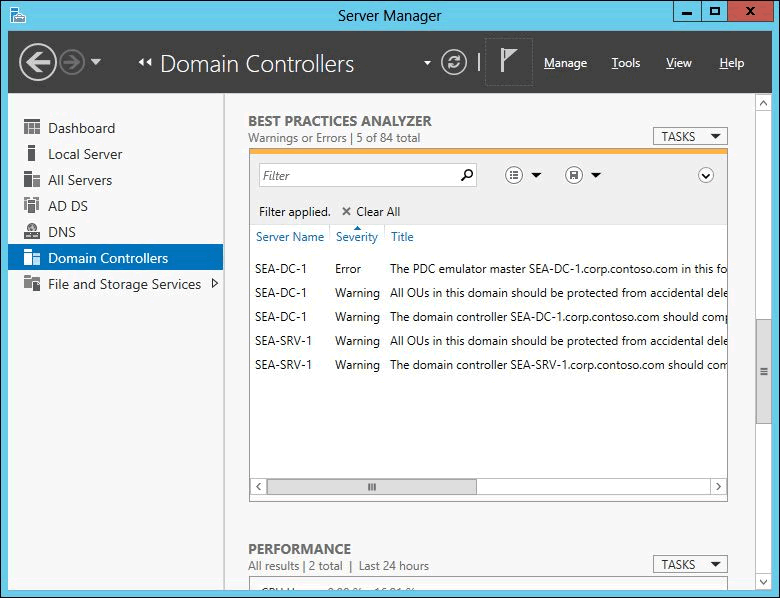 Server Manager
Domain Controllers
Manage Tools View Help
Dashboard
Local Server
All Servers
AD DS
DNS
Domain Controllers
File and Storage Services
BEST PRACTICES ANALYZER
Warnings or Errors | 5 of 84 total
TASKS
Filter
Filter applied. Clear All
Server Name Severity Title
SEA-DC-1 Error The PDC emulator master SEA-DC-1.corp.contoso.com in this fo
SEA-DC-1 Warning All OUs in this domain should be protected from accidental dele
SEA-DC-1 Warning The domain controller SEA-DC-1.corp.contoso.com should comp
SEA-SRV-1 Warning All OUs in this domain should be protected from accidental dele
SEA-SRV-1 Warning The domain controller SEA-SRV-1.corp.contoso.com should com
PERFORMANCE
All results | 2 total | Last 24 hours
TASKS